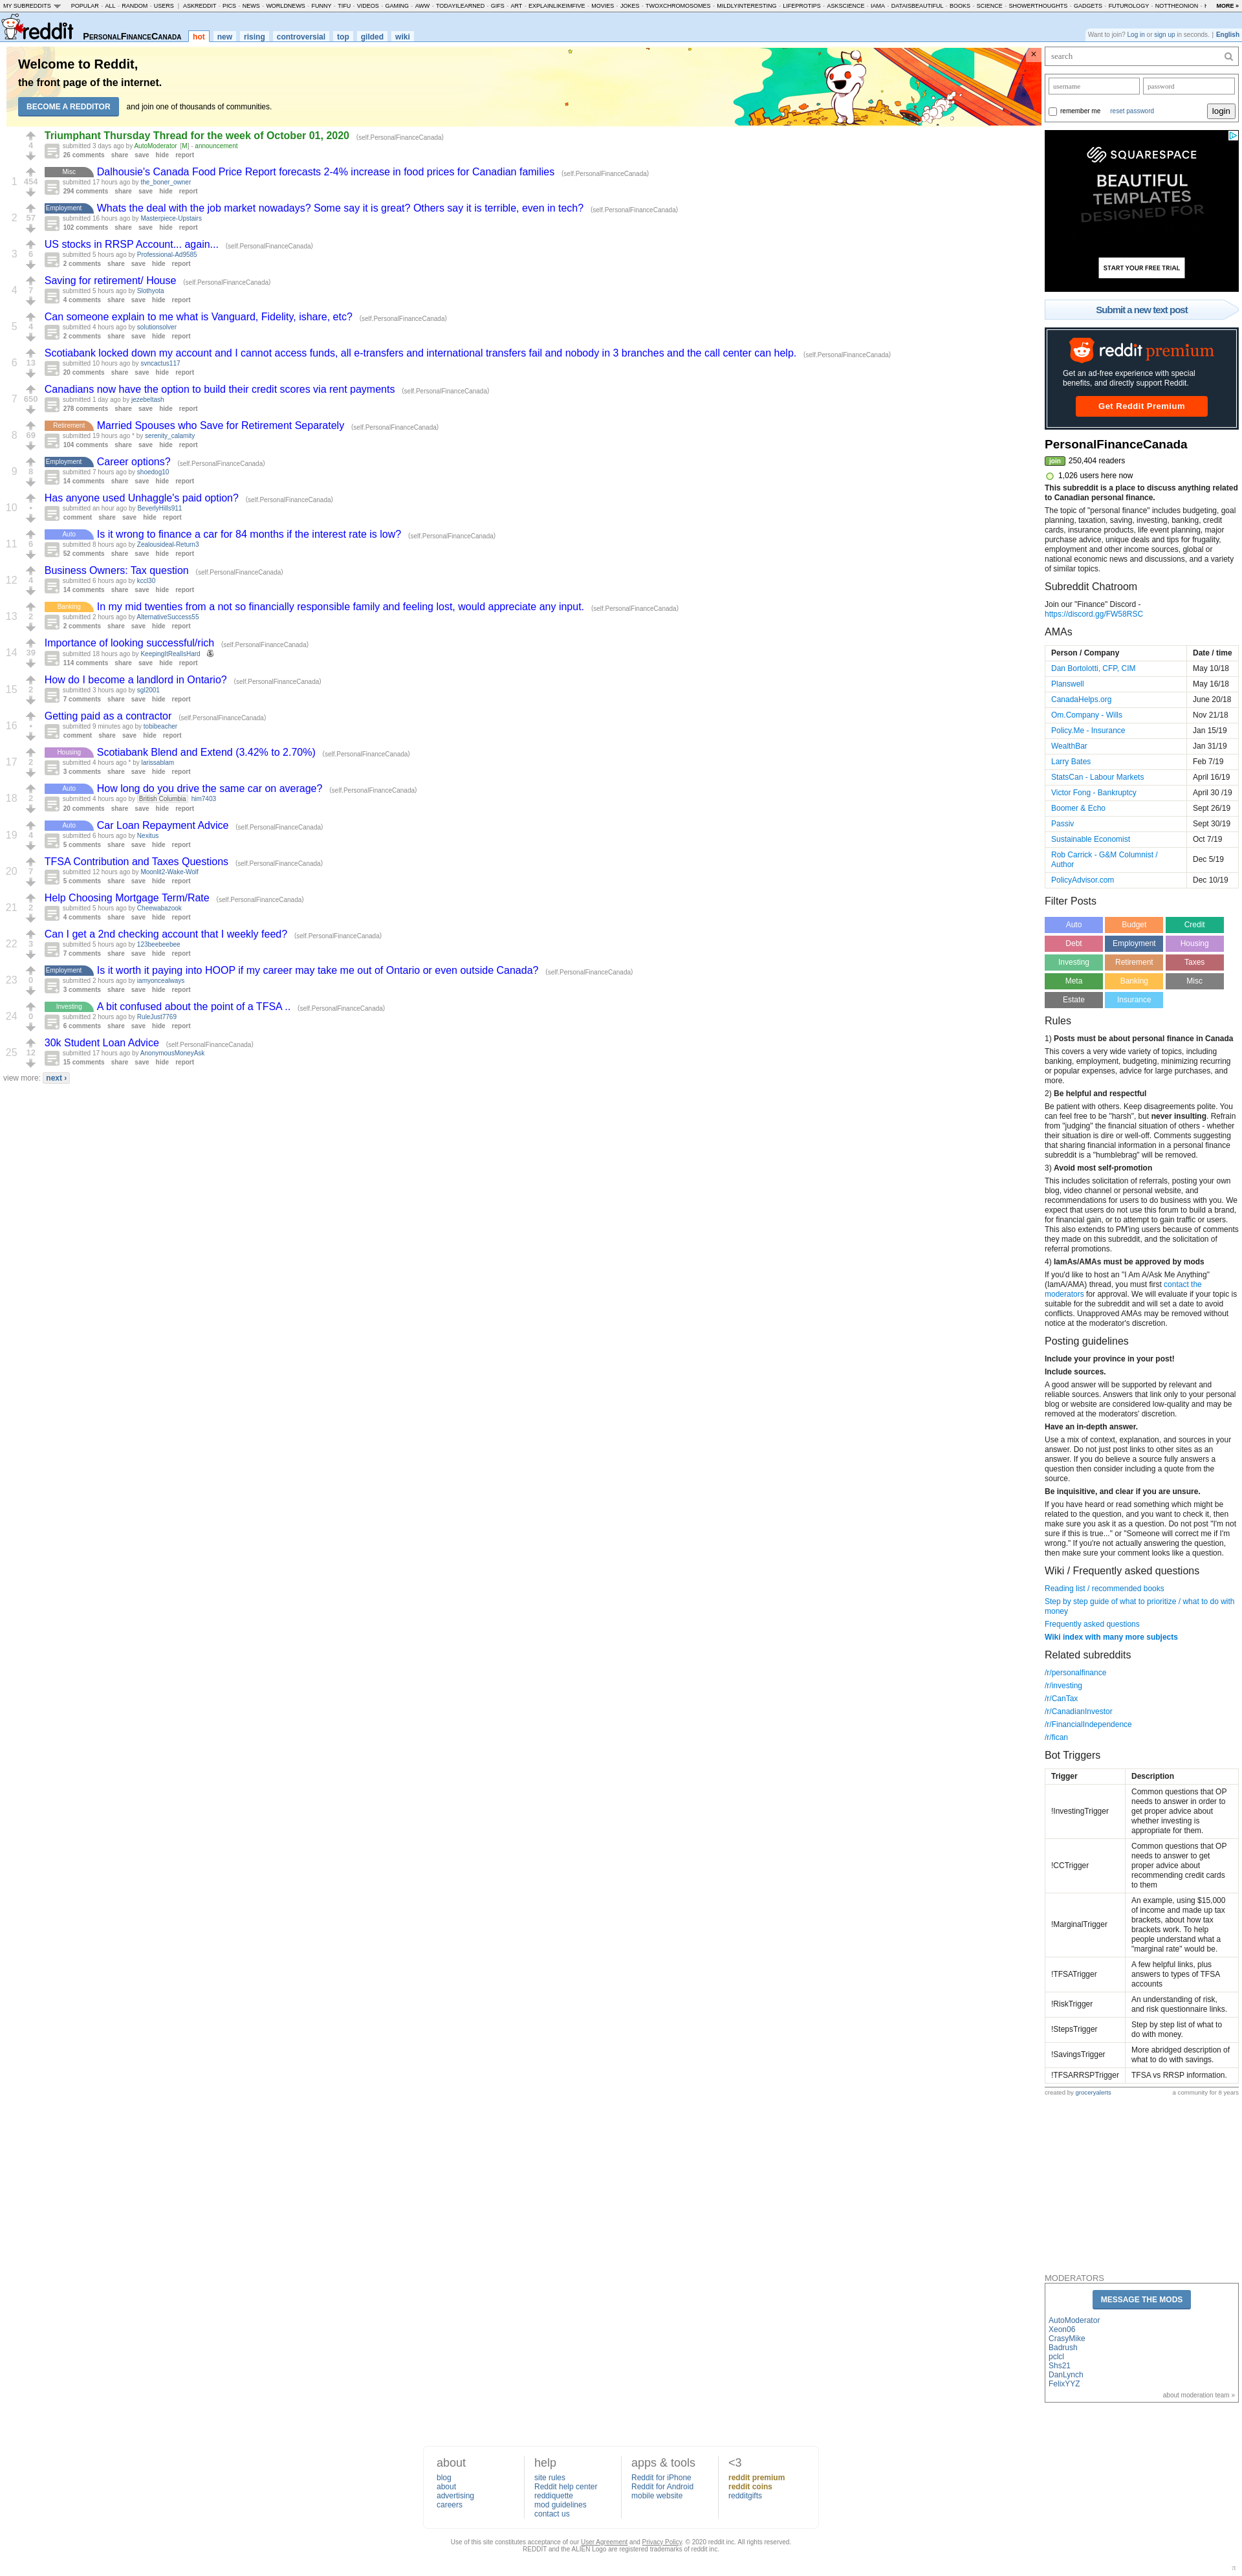 MY SUBREDDITS POPULAR - ALL - RANDOM - USERS | ASKREDDIT - PICS - NEWS - WORLDNEWS - FUNNY - TIFU - VIDEOS - GAMING - AWW - TODAYILEARNED - GIFS - ART - EXPLAINLIKEIMFIVE - MOVIES - JOKES - TWOXCHROMOSOMES - MILDLYINTERESTING - LIFEPROTIPS - ASKSCIENCE - IAMA - DATAISBEAUTIFUL - BOOKS - SCIENCE - SHOWERTHOUGHTS - GADGETS - FUTUROLOGY - NOTTHEONION - MORE »
reddit PersonalFinanceCanada hot new rising controversial top gilded wiki
Want to join? Log in or sign up in seconds. | English
Welcome to Reddit,
the front page of the internet.
BECOME A REDDITOR and join one of thousands of communities.
×
Triumphant Thursday Thread for the week of October 01, 2020 (self.PersonalFinanceCanada)
4
submitted 3 days ago by AutoModerator [M] - announcement
26 comments share save hide report
Misc Dalhousie's Canada Food Price Report forecasts 2-4% increase in food prices for Canadian families (self.PersonalFinanceCanada)
1 454
submitted 17 hours ago by the_boner_owner
294 comments share save hide report
Employment Whats the deal with the job market nowadays? Some say it is great? Others say it is terrible, even in tech? (self.PersonalFinanceCanada)
2 57
submitted 16 hours ago by Masterpiece-Upstairs
102 comments share save hide report
US stocks in RRSP Account... again... (self.PersonalFinanceCanada)
3 6
submitted 5 hours ago by Professional-Ad9585
2 comments share save hide report
Saving for retirement/ House (self.PersonalFinanceCanada)
4 7
submitted 5 hours ago by Slothyota
4 comments share save hide report
Can someone explain to me what is Vanguard, Fidelity, ishare, etc? (self.PersonalFinanceCanada)
5 4
submitted 4 hours ago by solutionsolver
2 comments share save hide report
Scotiabank locked down my account and I cannot access funds, all e-transfers and international transfers fail and nobody in 3 branches and the call center can help. (self.PersonalFinanceCanada)
6 13
submitted 10 hours ago by svncactus117
20 comments share save hide report
Canadians now have the option to build their credit scores via rent payments (self.PersonalFinanceCanada)
7 650
submitted 1 day ago by jezebeltash
278 comments share save hide report
Retirement Married Spouses who Save for Retirement Separately (self.PersonalFinanceCanada)
8 69
submitted 19 hours ago * by serenity_calamity
104 comments share save hide report
Employment Career options? (self.PersonalFinanceCanada)
9 8
submitted 7 hours ago by shoedog10
14 comments share save hide report
Has anyone used Unhaggle's paid option? (self.PersonalFinanceCanada)
10 •
submitted an hour ago by BeverlyHills911
comment share save hide report
Auto Is it wrong to finance a car for 84 months if the interest rate is low? (self.PersonalFinanceCanada)
11 6
submitted 8 hours ago by Zealousideal-Return3
52 comments share save hide report
Business Owners: Tax question (self.PersonalFinanceCanada)
12 4
submitted 6 hours ago by kccl30
14 comments share save hide report
Banking In my mid twenties from a not so financially responsible family and feeling lost, would appreciate any input. (self.PersonalFinanceCanada)
13 2
submitted 2 hours ago by AlternativeSuccess55
2 comments share save hide report
Importance of looking successful/rich (self.PersonalFinanceCanada)
14 39
submitted 18 hours ago by KeepingItRealIsHard
114 comments share save hide report
How do I become a landlord in Ontario? (self.PersonalFinanceCanada)
15 2
submitted 3 hours ago by sgl2001
7 comments share save hide report
Getting paid as a contractor (self.PersonalFinanceCanada)
16 •
submitted 9 minutes ago by tobibeacher
comment share save hide report
Housing Scotiabank Blend and Extend (3.42% to 2.70%) (self.PersonalFinanceCanada)
17 2
submitted 4 hours ago * by larissablam
3 comments share save hide report
Auto How long do you drive the same car on average? (self.PersonalFinanceCanada)
18 2
submitted 4 hours ago by British Columbia him7403
20 comments share save hide report
Auto Car Loan Repayment Advice (self.PersonalFinanceCanada)
19 4
submitted 6 hours ago by Nexitus
5 comments share save hide report
TFSA Contribution and Taxes Questions (self.PersonalFinanceCanada)
20 7
submitted 12 hours ago by Moonlit2-Wake-Wolf
5 comments share save hide report
Help Choosing Mortgage Term/Rate (self.PersonalFinanceCanada)
21 2
submitted 5 hours ago by Cheewabazook
4 comments share save hide report
Can I get a 2nd checking account that I weekly feed? (self.PersonalFinanceCanada)
22 3
submitted 5 hours ago by 123beebeebee
7 comments share save hide report
Employment Is it worth it paying into HOOP if my career may take me out of Ontario or even outside Canada? (self.PersonalFinanceCanada)
23 0
submitted 2 hours ago by iamyoncealways
3 comments share save hide report
Investing A bit confused about the point of a TFSA .. (self.PersonalFinanceCanada)
24 0
submitted 2 hours ago by RuleJust7769
6 comments share save hide report
30k Student Loan Advice (self.PersonalFinanceCanada)
25 12
submitted 17 hours ago by AnonymousMoneyAsk
15 comments share save hide report
view more: next ›
search
username password
remember me reset password login
SQUARESPACE
BEAUTIFUL
TEMPLATES
DESIGNED FOR
START YOUR FREE TRIAL
Submit a new text post
reddit premium
Get an ad-free experience with special
benefits, and directly support Reddit.
Get Reddit Premium
PersonalFinanceCanada
join 250,404 readers
1,026 users here now
This subreddit is a place to discuss anything related
to Canadian personal finance.
The topic of "personal finance" includes budgeting, goal
planning, taxation, saving, investing, banking, credit
cards, insurance products, life event planning, major
purchase advice, unique deals and tips for frugality,
employment and other income sources, global or
national economic news and discussions, and a variety
of similar topics.
Subreddit Chatroom
Join our "Finance" Discord -
https://discord.gg/FW58RSC
AMAs
Person / Company Date / time
Dan Bortolotti, CFP, CIM May 10/18
Planswell May 16/18
CanadaHelps.org June 20/18
Om.Company - Wills Nov 21/18
Policy.Me - Insurance Jan 15/19
WealthBar Jan 31/19
Larry Bates Feb 7/19
StatsCan - Labour Markets April 16/19
Victor Fong - Bankruptcy April 30 /19
Boomer & Echo Sept 26/19
Passiv Sept 30/19
Sustainable Economist Oct 7/19
Rob Carrick - G&M Columnist /
Author Dec 5/19
PolicyAdvisor.com Dec 10/19
Filter Posts
Auto Budget Credit
Debt Employment Housing
Investing Retirement Taxes
Meta Banking Misc
Estate Insurance
Rules
1) Posts must be about personal finance in Canada
This covers a very wide variety of topics, including
banking, employment, budgeting, minimizing recurring
or popular expenses, advice for large purchases, and
more.
2) Be helpful and respectful
Be patient with others. Keep disagreements polite. You
can feel free to be "harsh", but never insulting. Refrain
from "judging" the financial situation of others - whether
their situation is dire or well-off. Comments suggesting
that sharing financial information in a personal finance
subreddit is a "humblebrag" will be removed.
3) Avoid most self-promotion
This includes solicitation of referrals, posting your own
blog, video channel or personal website, and
recommendations for users to do business with you. We
expect that users do not use this forum to build a brand,
for financial gain, or to attempt to gain traffic or users.
This also extends to PM'ing users because of comments
they made on this subreddit, and the solicitation of
referral promotions.
4) IamAs/AMAs must be approved by mods
If you'd like to host an "I Am A/Ask Me Anything"
(IamA/AMA) thread, you must first contact the
moderators for approval. We will evaluate if your topic is
suitable for the subreddit and will set a date to avoid
conflicts. Unapproved AMAs may be removed without
notice at the moderator's discretion.
Posting guidelines
Include your province in your post!
Include sources.
A good answer will be supported by relevant and
reliable sources. Answers that link only to your personal
blog or website are considered low-quality and may be
removed at the moderators' discretion.
Have an in-depth answer.
Use a mix of context, explanation, and sources in your
answer. Do not just post links to other sites as an
answer. If you do believe a source fully answers a
question then consider including a quote from the
source.
Be inquisitive, and clear if you are unsure.
If you have heard or read something which might be
related to the question, and you want to check it, then
make sure you ask it as a question. Do not post "I'm not
sure if this is true..." or "Someone will correct me if I'm
wrong." If you're not actually answering the question,
then make sure your comment looks like a question.
Wiki / Frequently asked questions
Reading list / recommended books
Step by step guide of what to prioritize / what to do with
money
Frequently asked questions
Wiki index with many more subjects
Related subreddits
/r/personalfinance
/r/investing
/r/CanTax
/r/CanadianInvestor
/r/FinancialIndependence
/r/fican
Bot Triggers
Trigger Description
!InvestingTrigger Common questions that OP
needs to answer in order to
get proper advice about
whether investing is
appropriate for them.
!CCTrigger Common questions that OP
needs to answer to get
proper advice about
recommending credit cards
to them
!MarginalTrigger An example, using $15,000
of income and made up tax
brackets, about how tax
brackets work. To help
people understand what a
"marginal rate" would be.
!TFSATrigger A few helpful links, plus
answers to types of TFSA
accounts
!RiskTrigger An understanding of risk,
and risk questionnaire links.
!StepsTrigger Step by step list of what to
do with money.
!SavingsTrigger More abridged description of
what to do with savings.
!TFSARRSPTrigger TFSA vs RRSP information.
created by groceryalerts a community for 8 years
MODERATORS
MESSAGE THE MODS
AutoModerator
Xeon06
CrasyMike
Badrush
pclcl
Shs21
DanLynch
FelixYYZ
about moderation team »
about help apps & tools <3
blog site rules Reddit for iPhone reddit premium
about Reddit help center Reddit for Android reddit coins
advertising reddiquette mobile website redditgifts
careers mod guidelines
contact us
Use of this site constitutes acceptance of our User Agreement and Privacy Policy. © 2020 reddit inc. All rights reserved.
REDDIT and the ALIEN Logo are registered trademarks of reddit inc.
π